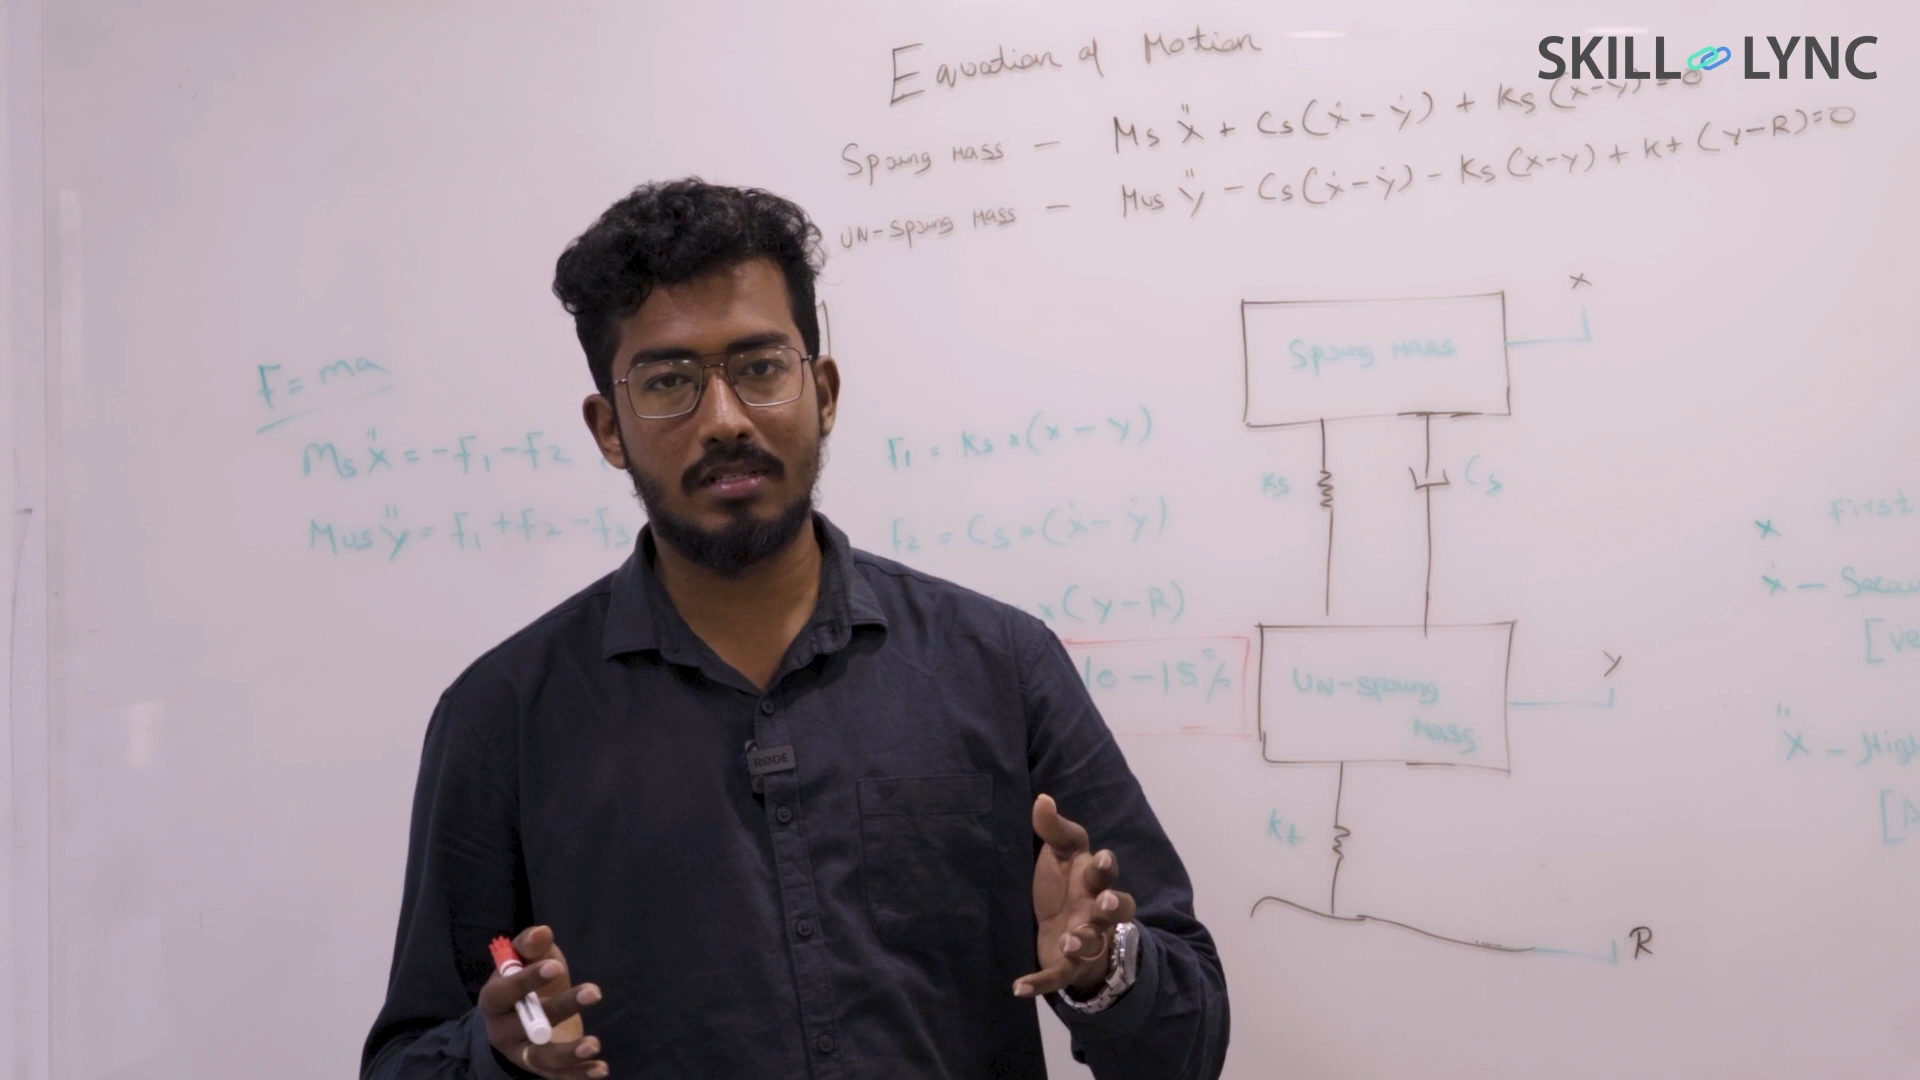 SKILL LYNC
Equation of Motion
Sprung Mass - Ms ẍ + Cs(ẋ-ẏ) + Ks(x-y)=0
UN-Sprung Mass - Mus ÿ - Cs(ẋ-ẏ) - Ks(x-y) + Kt(y-R)=0
F = ma
Ms ẍ = -F1 - F2
Mus ÿ = F1 + F2 - F3
F1 = Ks*(x-y)
F2 = Cs*(ẋ-ẏ)
*(y-R)
10-15%
x
Sprung Mass
Ks
Cs
UN-Sprung
Mass
y
Kt
R
x First
ẋ -
[ve
ẍ - High
[A
RØDE